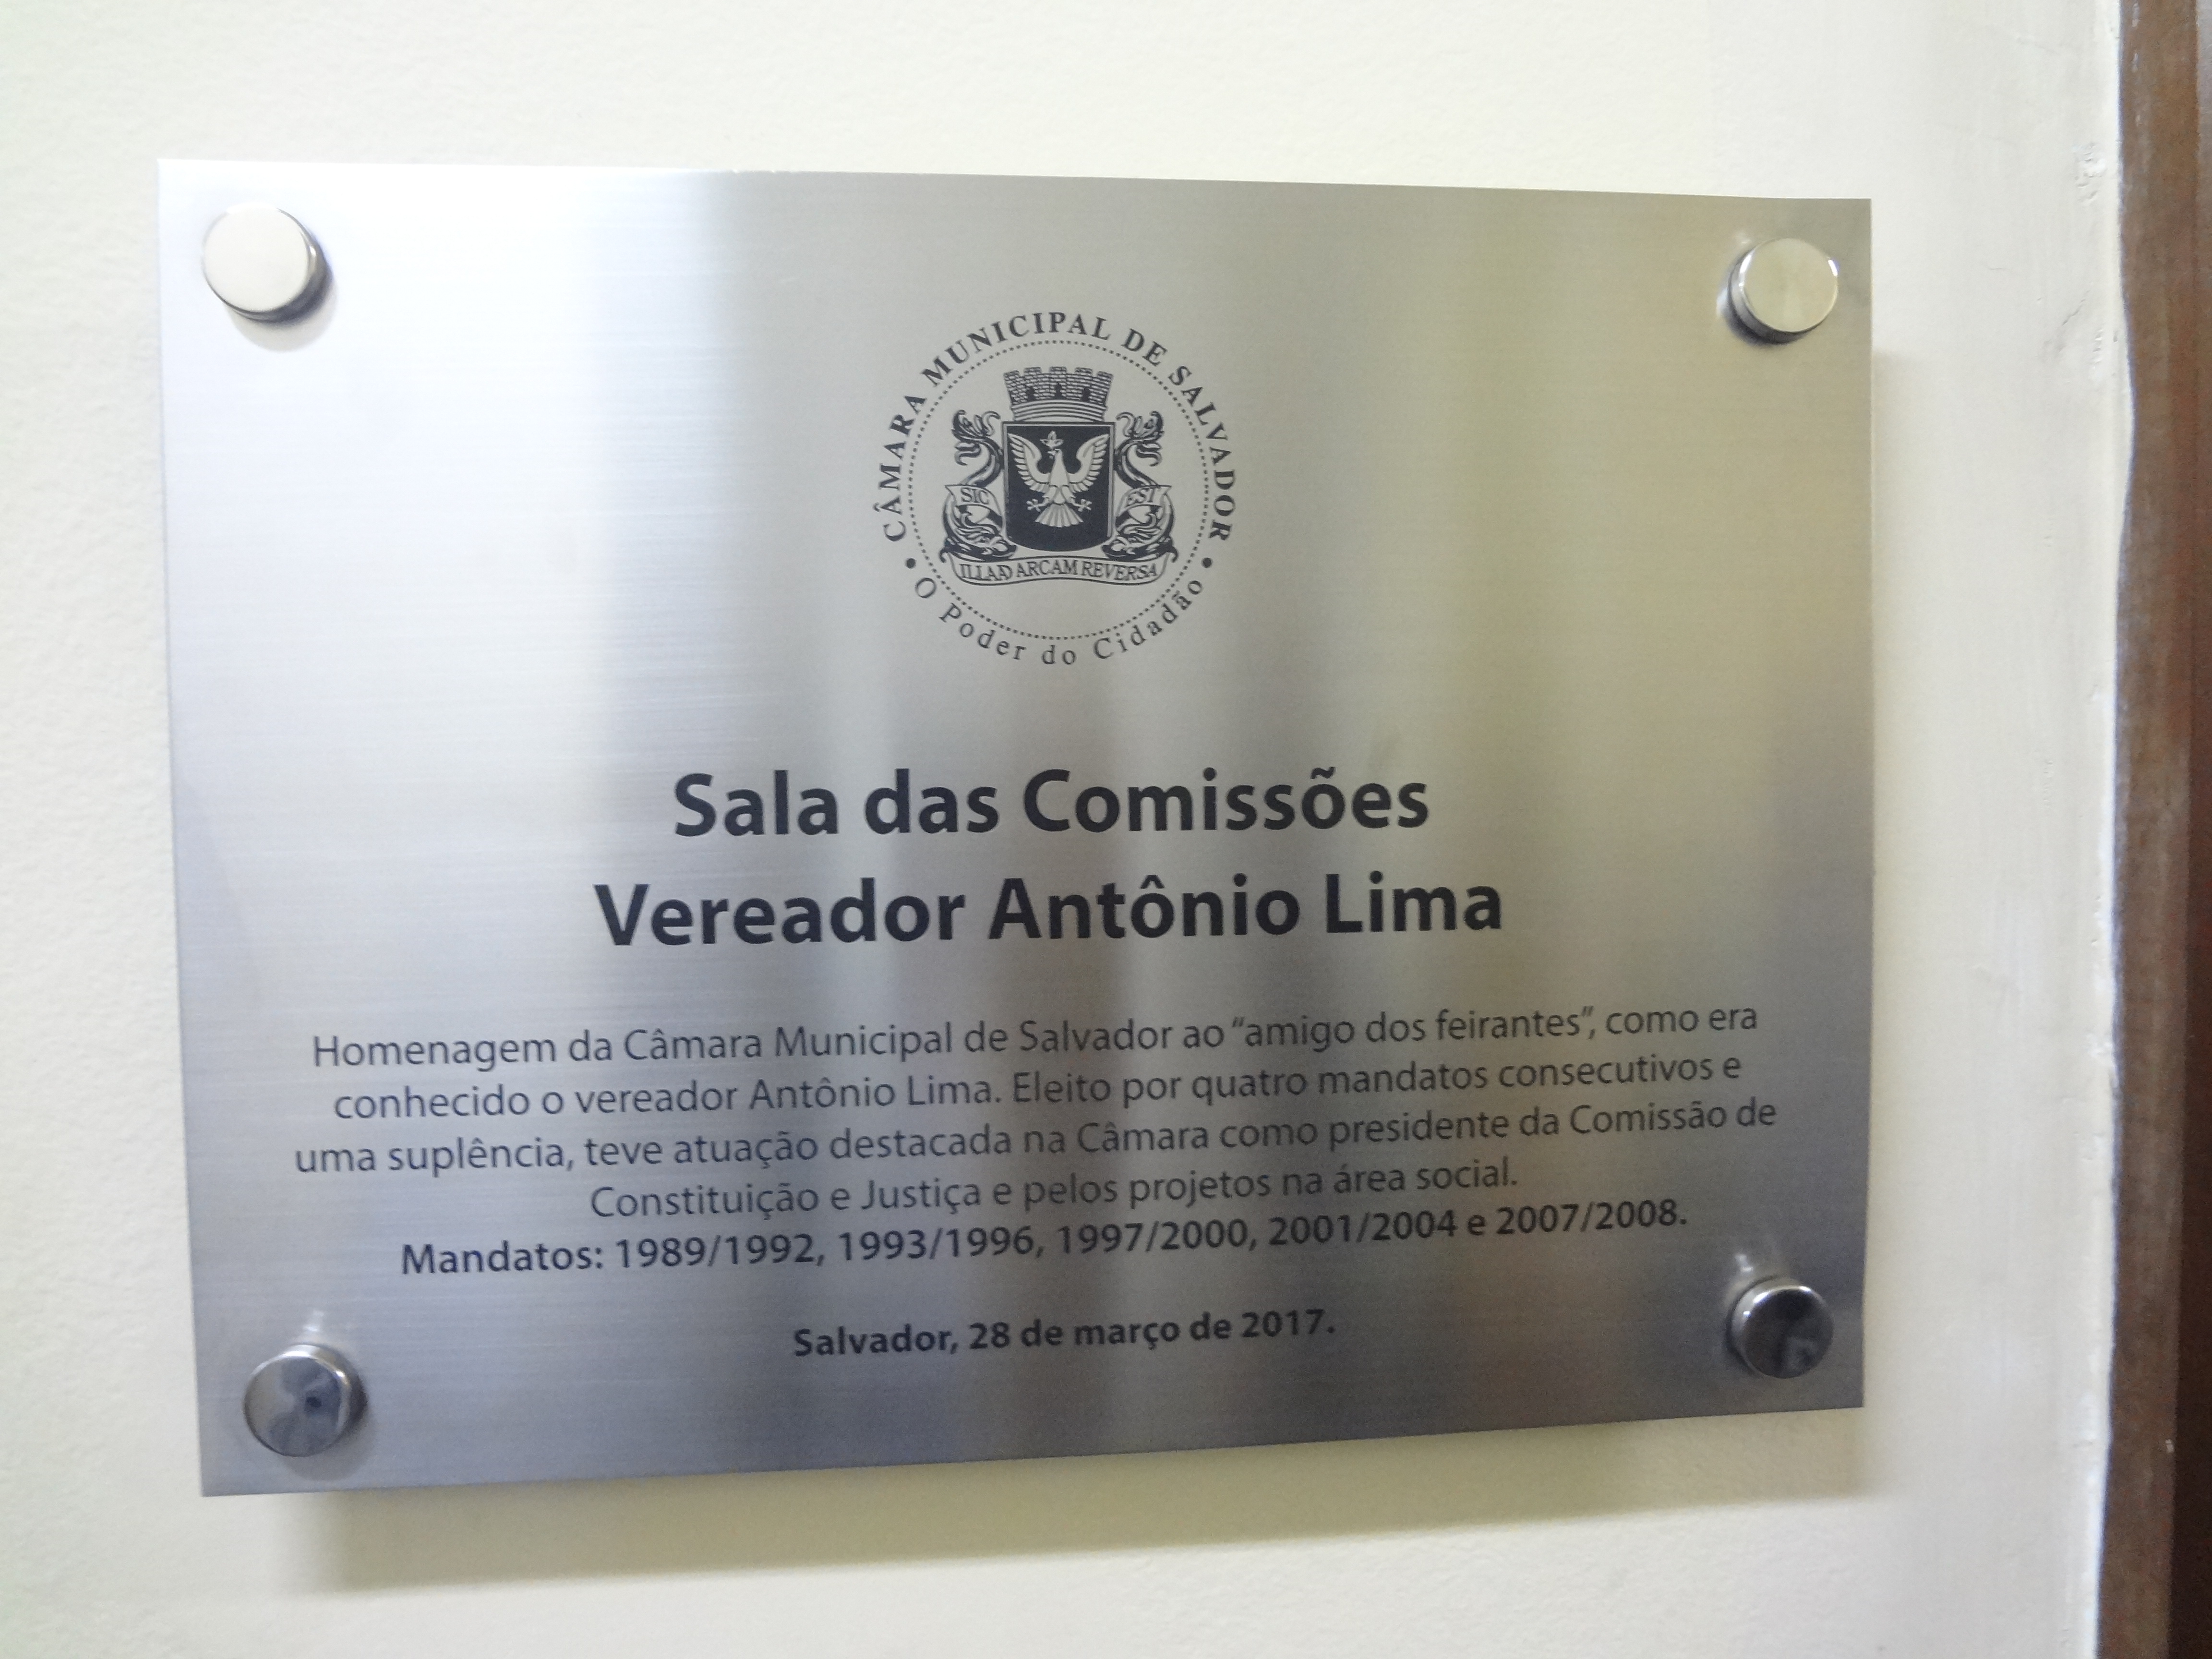 CÂMARA MUNICIPAL DE SALVADOR
SIC EST
ILLA AD ARCAM REVERSA
O Poder do Cidadão
Sala das Comissões
Vereador Antônio Lima
Homenagem da Câmara Municipal de Salvador ao “amigo dos feirantes”, como era
conhecido o vereador Antônio Lima. Eleito por quatro mandatos consecutivos e
uma suplência, teve atuação destacada na Câmara como presidente da Comissão de
Constituição e Justiça e pelos projetos na área social.
Mandatos: 1989/1992, 1993/1996, 1997/2000, 2001/2004 e 2007/2008.
Salvador, 28 de março de 2017.